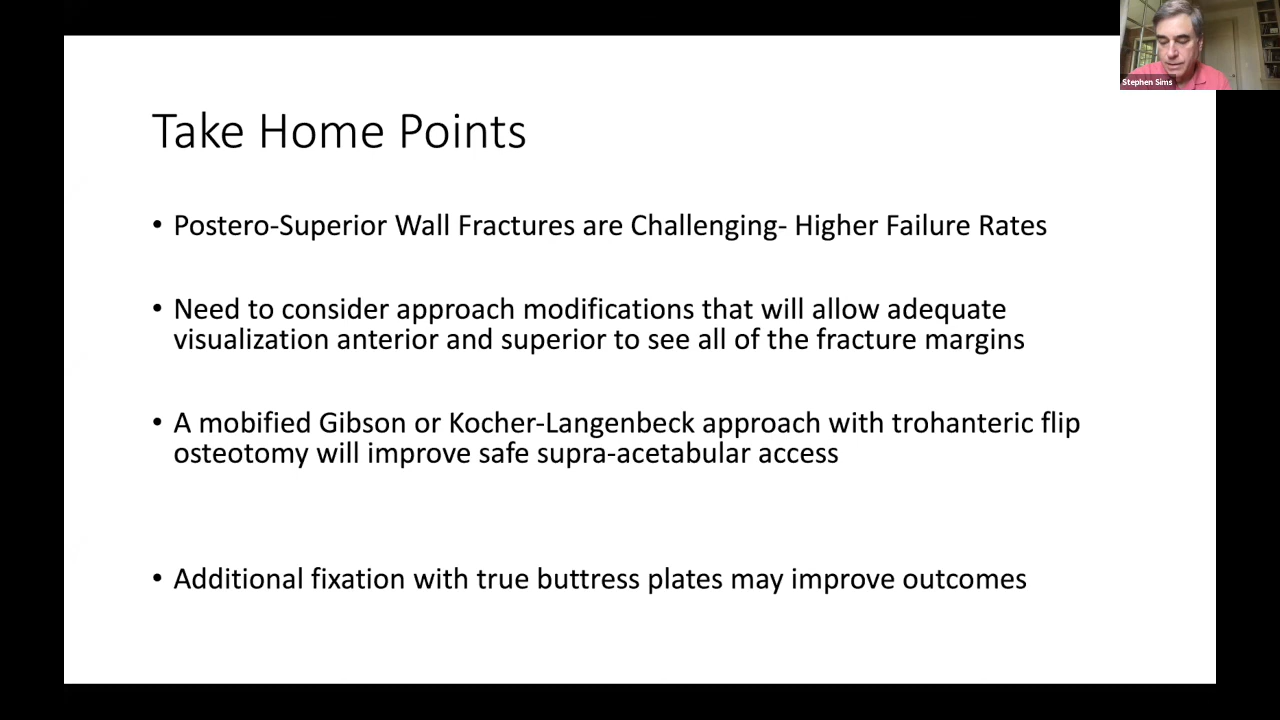 Stephen Sims
Take Home Points
• Postero-Superior Wall Fractures are Challenging- Higher Failure Rates
• Need to consider approach modifications that will allow adequate
visualization anterior and superior to see all of the fracture margins
• A mobified Gibson or Kocher-Langenbeck approach with trohanteric flip
osteotomy will improve safe supra-acetabular access
• Additional fixation with true buttress plates may improve outcomes